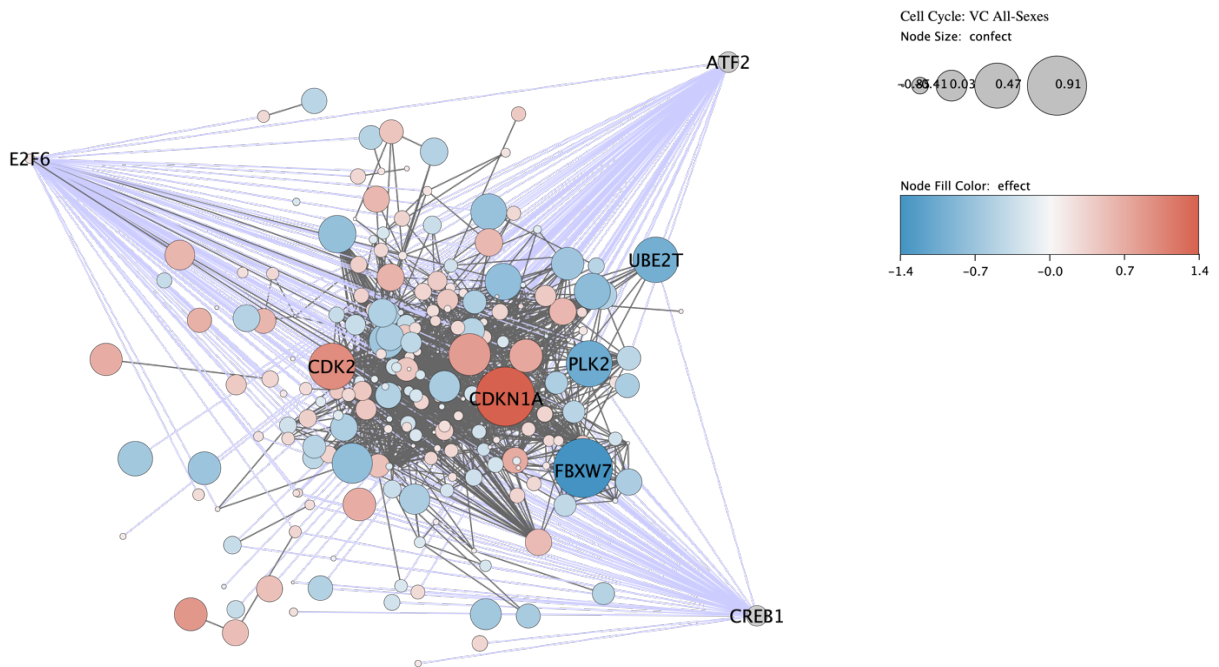 Cell Cycle: VC All-Sexes
Node Size: confect
0.03 0.47 0.91
Node Fill Color: effect
-1.4 -0.7 -0.0 0.7 1.4
ATF2
E2F6
UBE2T
CDK2
PLK2
CDKN1A
FBXW7
CREB1